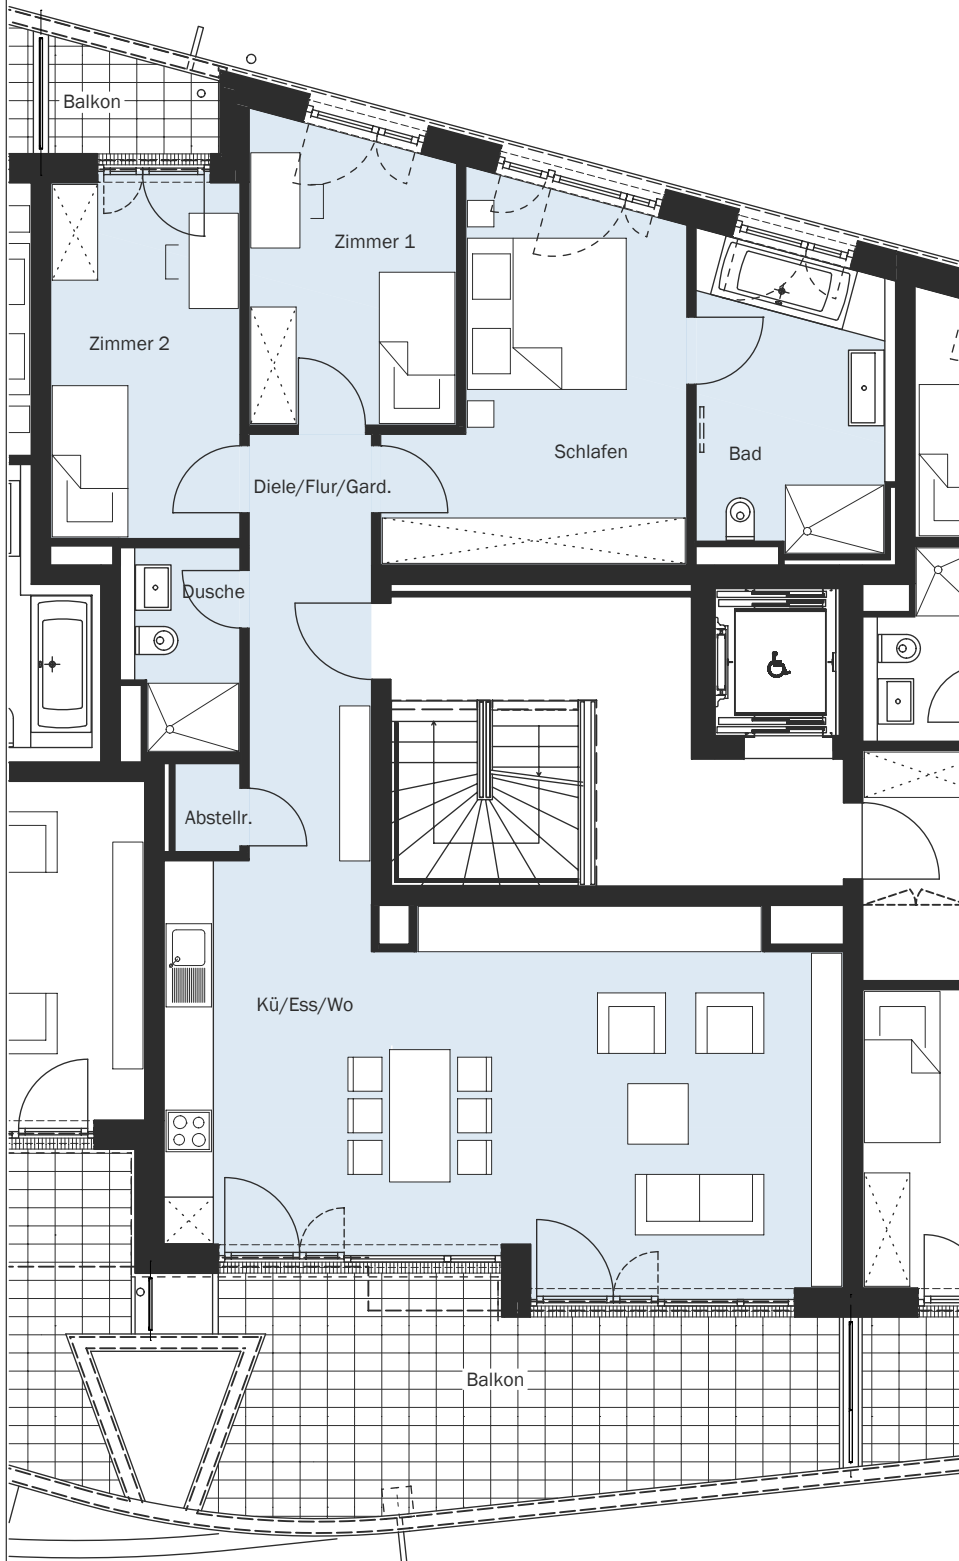 Balkon
Zimmer 1
Zimmer 2
Schlafen
Bad
Diele/Flur/Gard.
Dusche
Abstellr.
Kü/Ess/Wo
Balkon